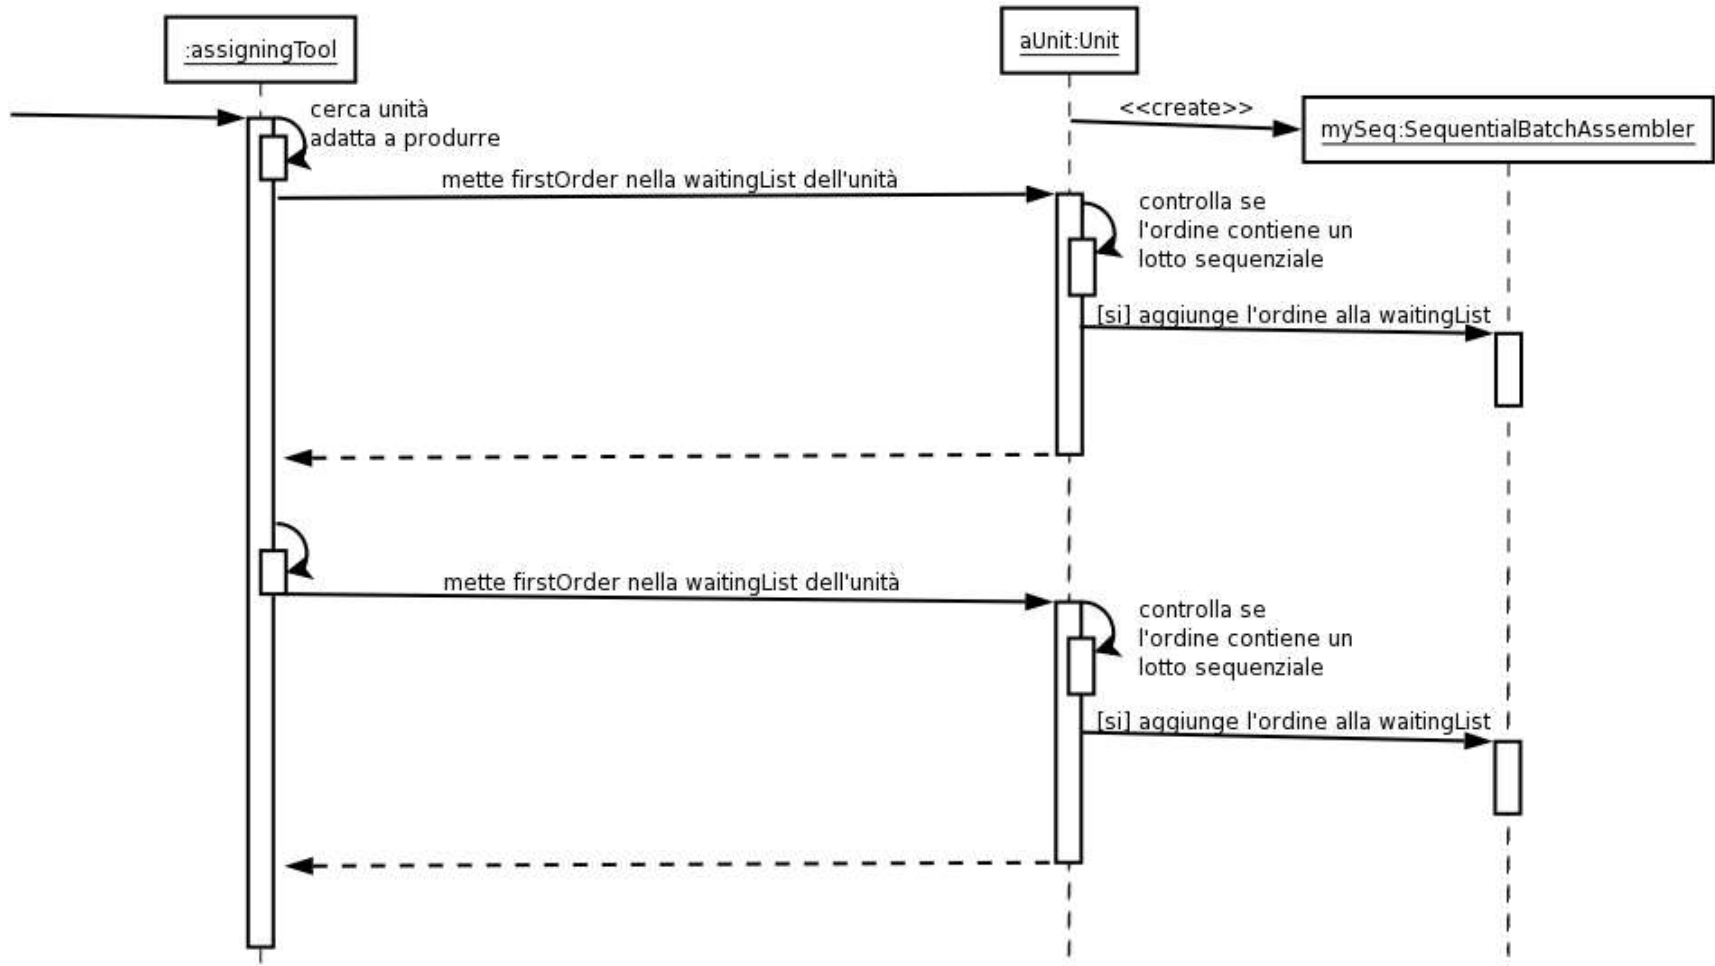 :assigningTool
aUnit:Unit
<<create>>
mySeq:SequentialBatchAssembler
cerca unità
adatta a produrre
mette firstOrder nella waitingList dell'unità
controlla se
l'ordine contiene un
lotto sequenziale
[si] aggiunge l'ordine alla waitingList
mette firstOrder nella waitingList dell'unità
controlla se
l'ordine contiene un
lotto sequenziale
[si] aggiunge l'ordine alla waitingList